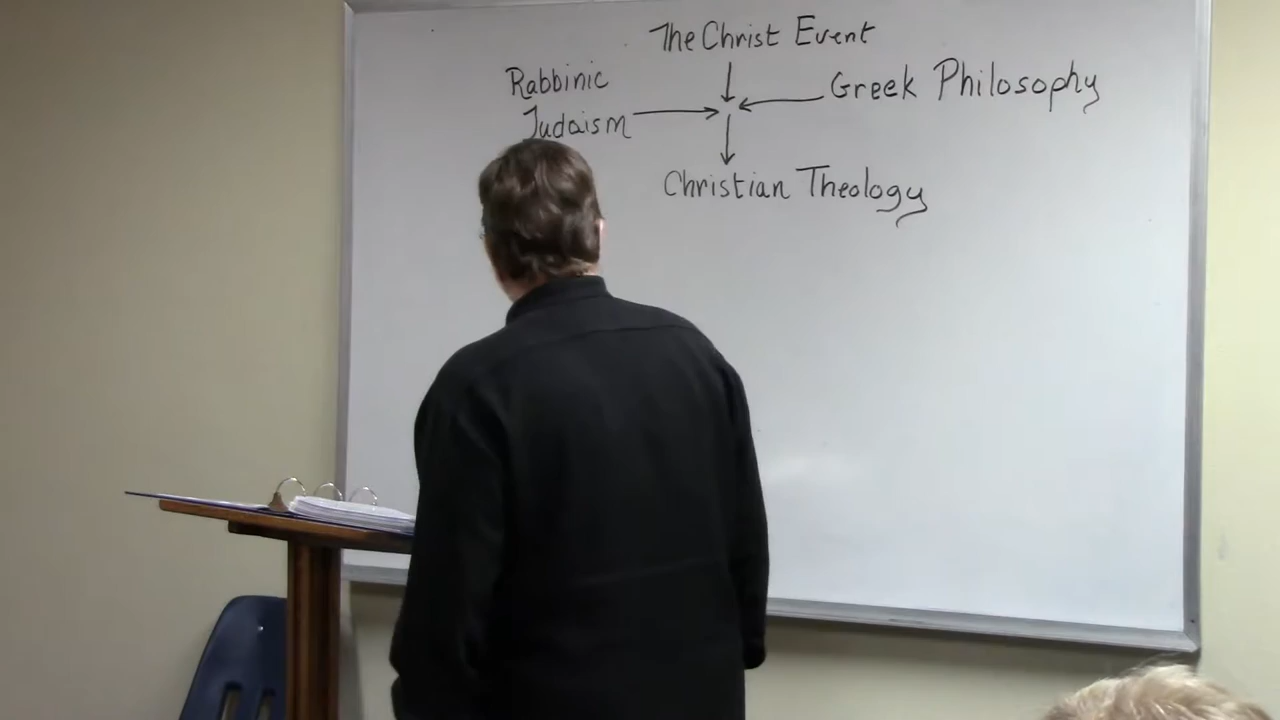 The Christ Event
Rabbinic
Judaism
Greek Philosophy
Christian Theology